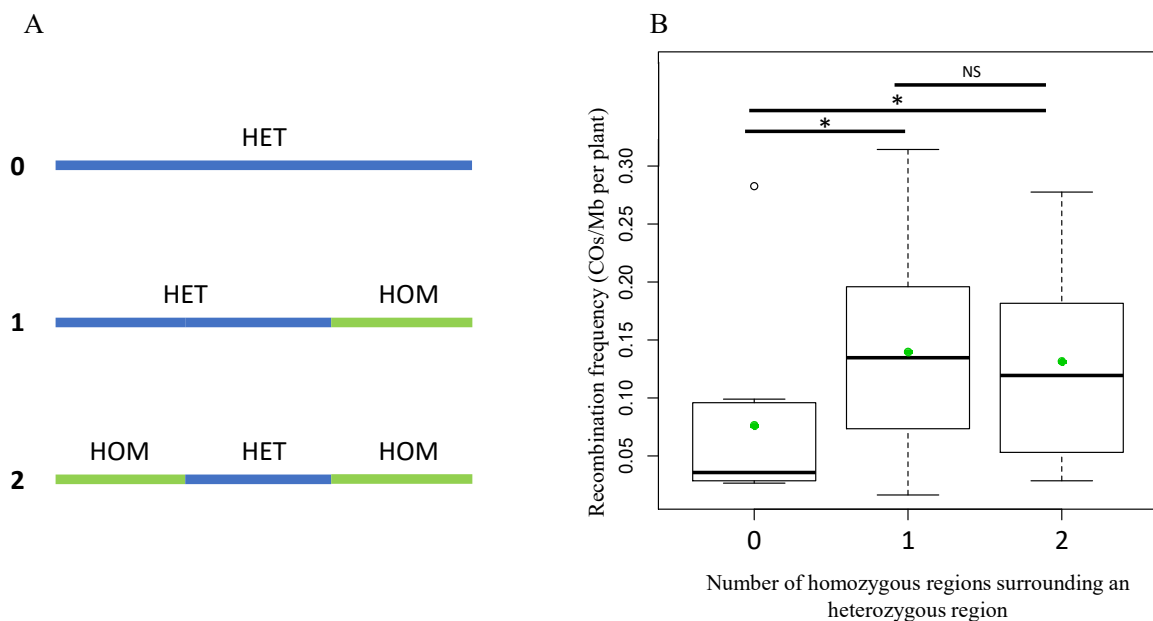 A
HET
0
HET HOM
1
HOM HET HOM
2
B
NS
*
*
Recombination frequency (COs/Mb per plant)
0.30
0.25
0.20
0.15
0.10
0.05
0 1 2
Number of homozygous regions surrounding an
heterozygous region